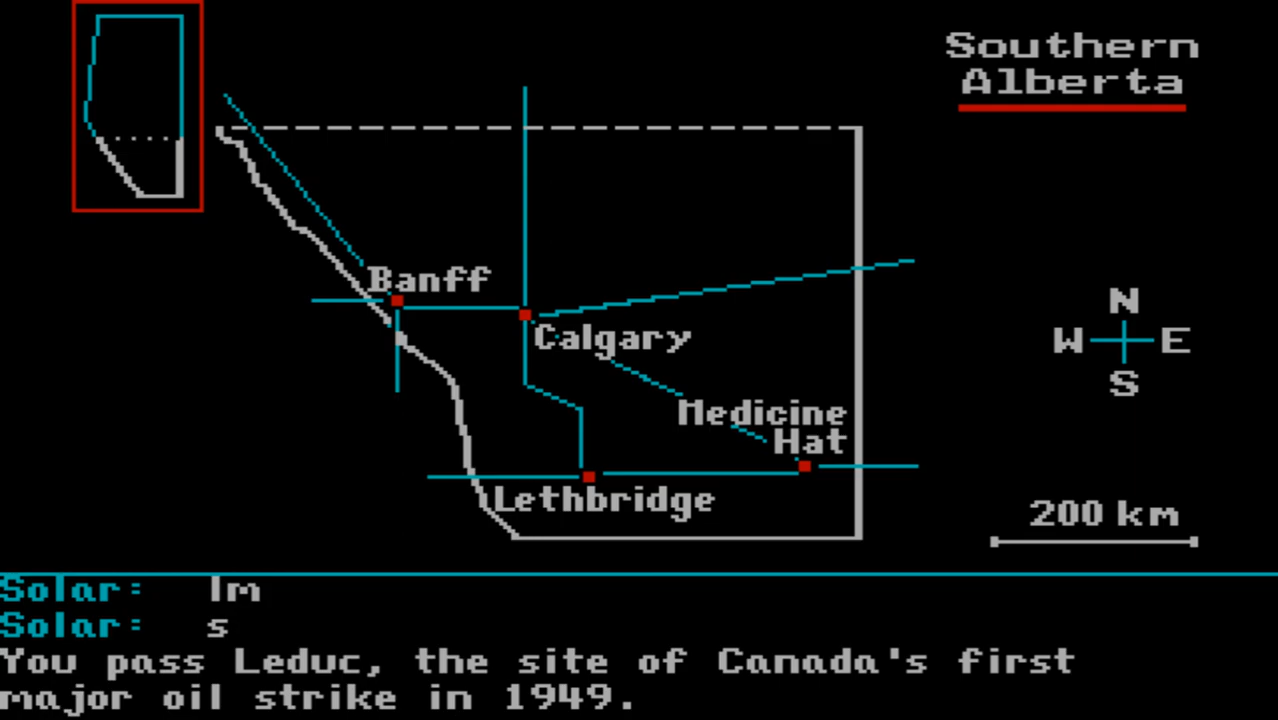 Southern
Alberta
Banff
Calgary
Medicine
Hat
Lethbridge
N
W E
S
200 km
Solar: lm
Solar: s
You pass Leduc, the site of Canada's first
major oil strike in 1949.